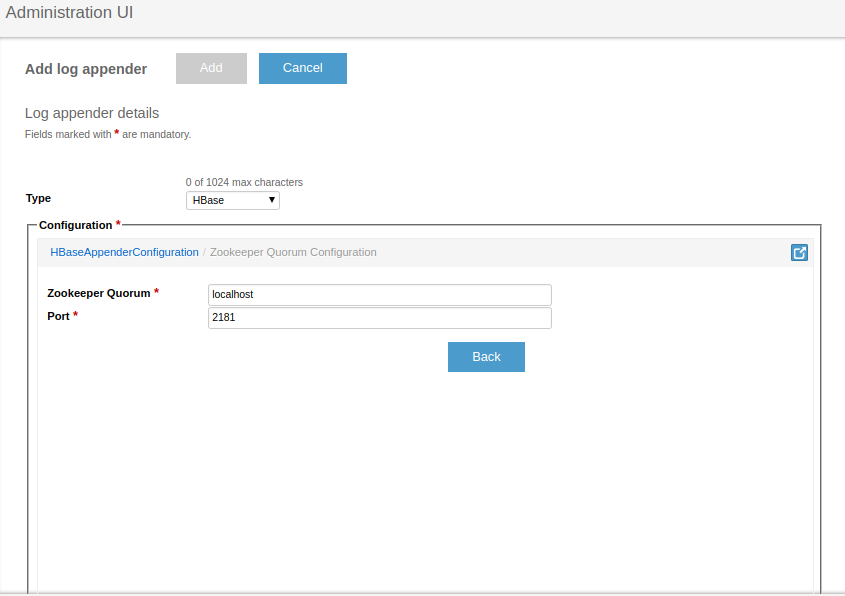 Administration UI
Add log appender Add Cancel
Log appender details
Fields marked with * are mandatory.
0 of 1024 max characters
Type HBase
Configuration *
HBaseAppenderConfiguration / Zookeeper Quorum Configuration
Zookeeper Quorum * localhost
Port * 2181
Back